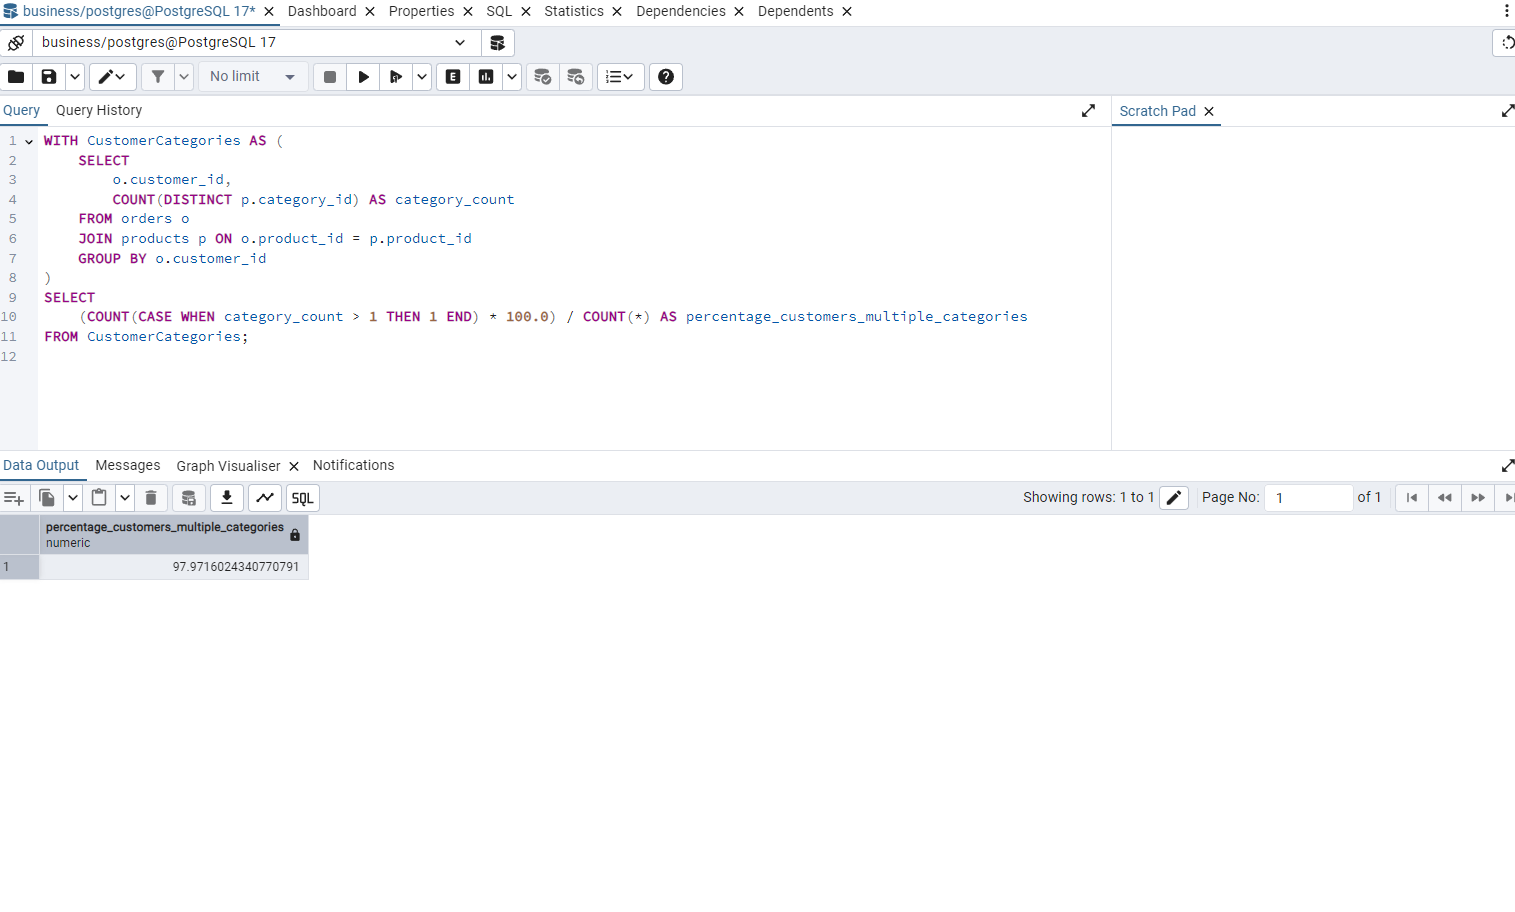 business/postgres@PostgreSQL 17* Dashboard Properties SQL Statistics Dependencies Dependents
business/postgres@PostgreSQL 17
No limit
Query Query History
Scratch Pad
1 WITH CustomerCategories AS (
2 SELECT
3 o.customer_id,
4 COUNT(DISTINCT p.category_id) AS category_count
5 FROM orders o
6 JOIN products p ON o.product_id = p.product_id
7 GROUP BY o.customer_id
8 )
9 SELECT
10 (COUNT(CASE WHEN category_count > 1 THEN 1 END) * 100.0) / COUNT(*) AS percentage_customers_multiple_categories
11 FROM CustomerCategories;
12
Data Output Messages Graph Visualiser Notifications
SQL Showing rows: 1 to 1 Page No: 1 of 1
percentage_customers_multiple_categories
numeric
1 97.9716024340770791